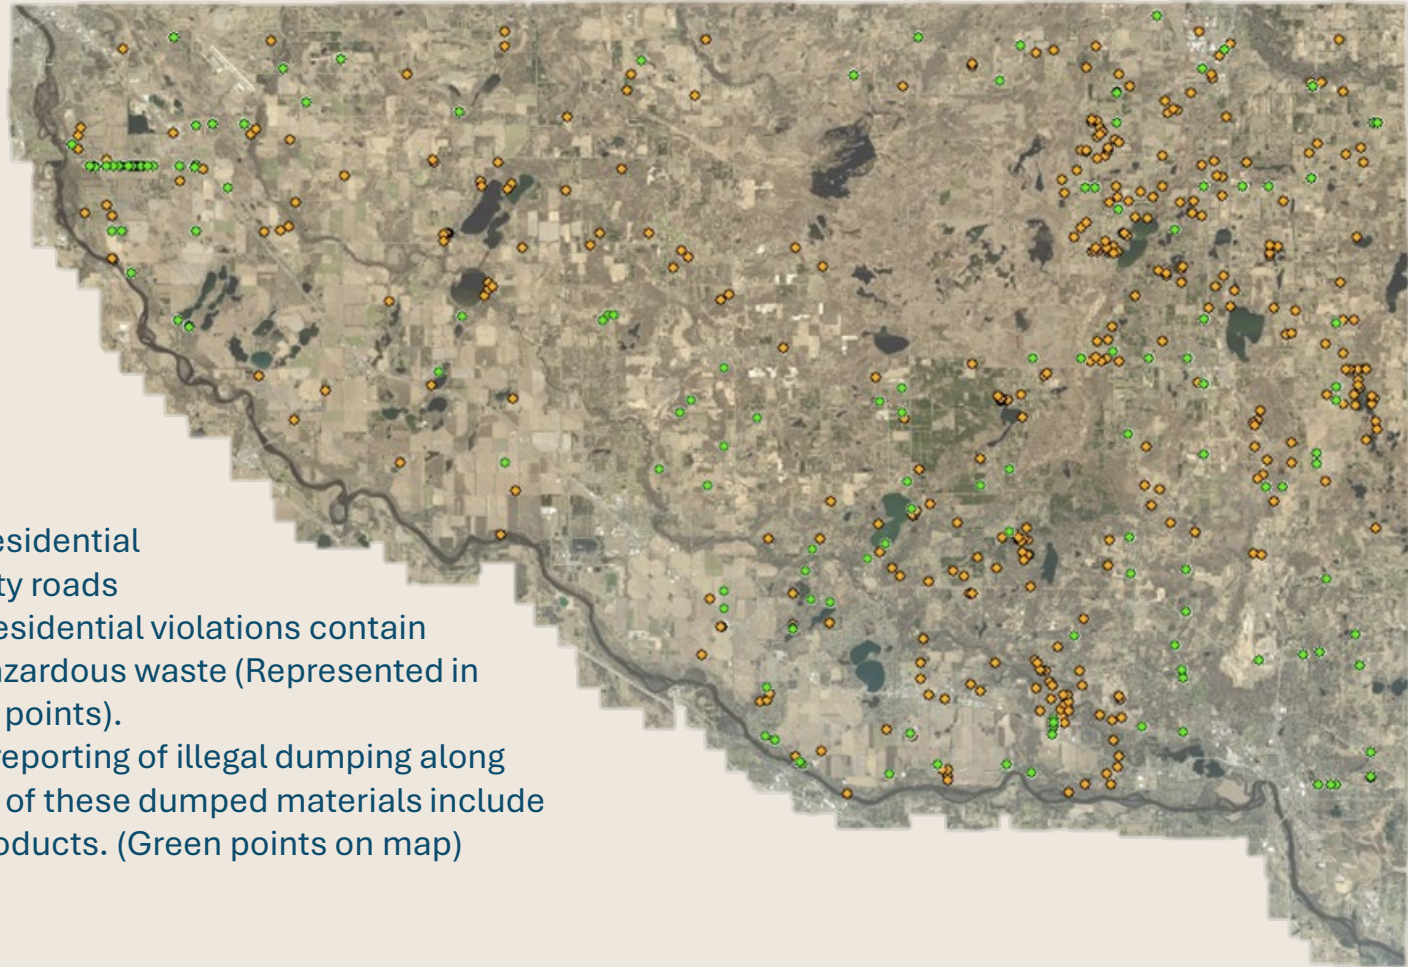 esidential
ty roads
esidential violations contain
azardous waste (Represented in
points).
reporting of illegal dumping along
of these dumped materials include
oducts. (Green points on map)